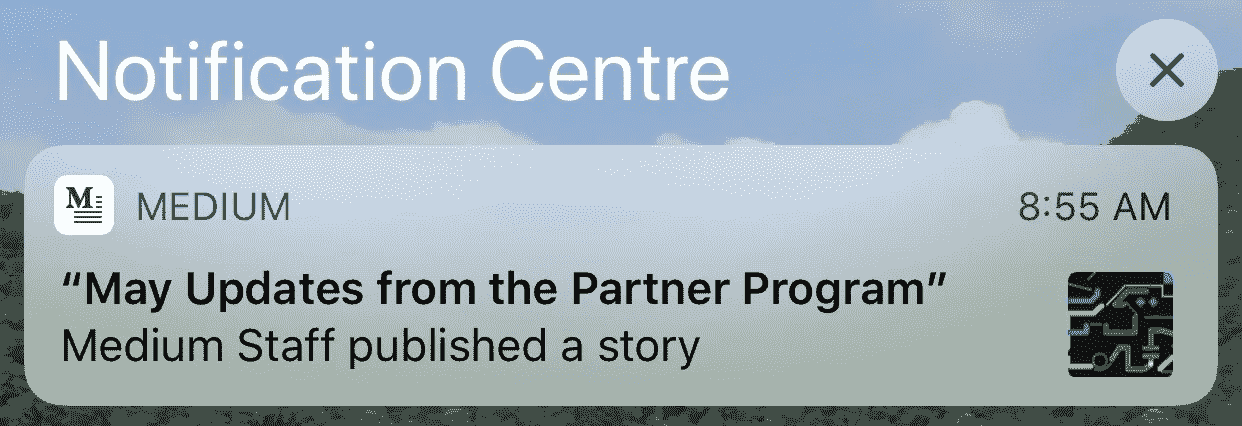 Notification Centre
MEDIUM 8:55 AM
“May Updates from the Partner Program”
Medium Staff published a story